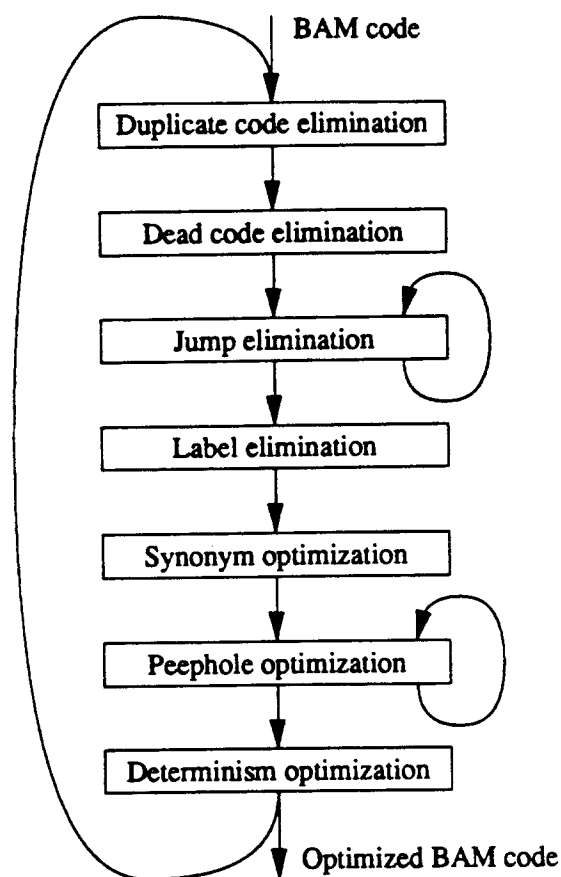 BAM code
Duplicate code elimination
Dead code elimination
Jump elimination
Label elimination
Synonym optimization
Peephole optimization
Determinism optimization
Optimized BAM code